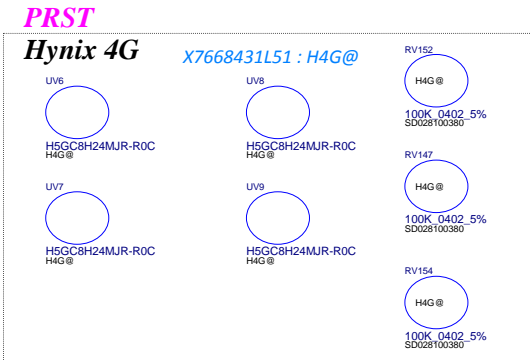 PRST
Hynix 4G
X7668431L51 : H4G@
UV6
H5GC8H24MJR-R0C
H4G@
UV8
H5GC8H24MJR-R0C
H4G@
RV152
H4G@
100K_0402_5%
SD028100380
UV7
H5GC8H24MJR-R0C
H4G@
UV9
H5GC8H24MJR-R0C
H4G@
RV147
H4G@
100K_0402_5%
SD028100380
RV154
H4G@
100K_0402_5%
SD028100380